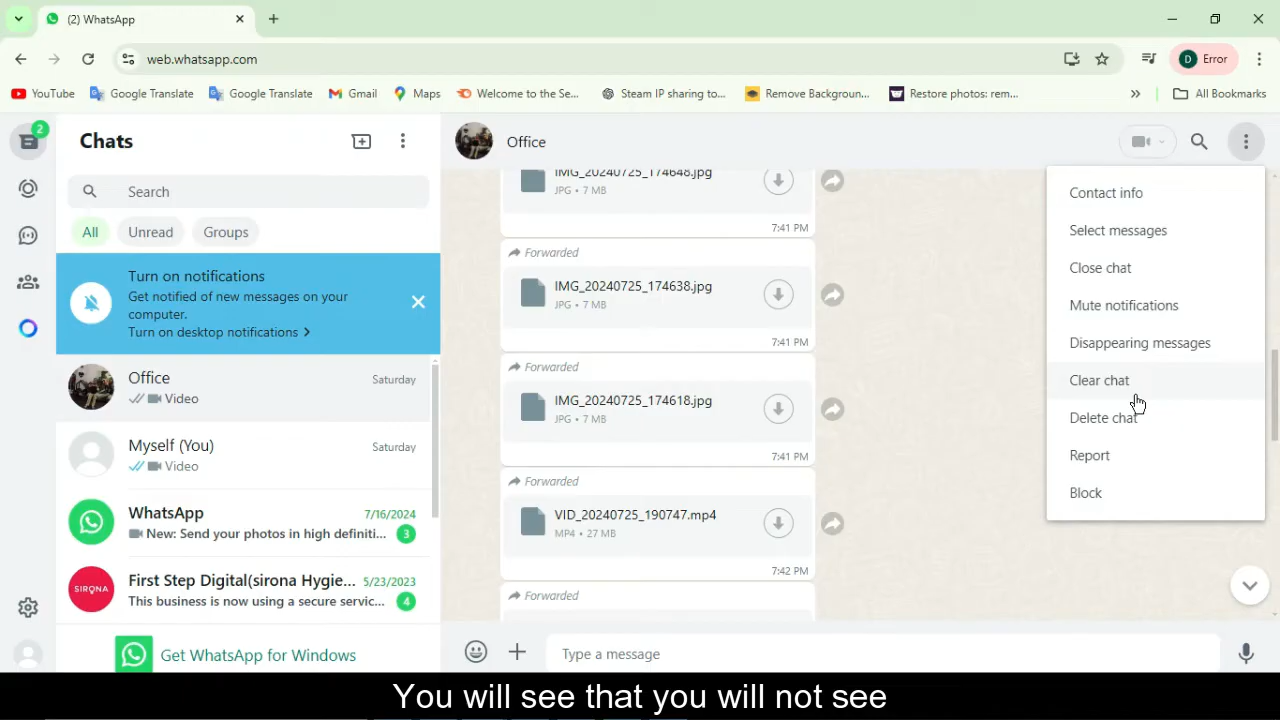 (2) WhatsApp
web.whatsapp.com
D Error
YouTube
Google Translate
Google Translate
Gmail
Maps
Welcome to the Se...
Steam IP sharing to...
Remove Backgroun...
Restore photos: rem...
All Bookmarks
2
Chats
Search
All
Unread
Groups
Turn on notifications
Get notified of new messages on your
computer.
Turn on desktop notifications >
Office
Saturday
Video
Myself (You)
Saturday
Video
WhatsApp
7/16/2024
New: Send your photos in high definiti...
3
SIRONA
First Step Digital(sirona Hygie...
5/23/2023
This business is now using a secure servic...
4
Get WhatsApp for Windows
Office
IMG_20240725_174648.jpg
JPG • 7 MB
7:41 PM
Forwarded
IMG_20240725_174638.jpg
JPG • 7 MB
7:41 PM
Forwarded
IMG_20240725_174618.jpg
JPG • 7 MB
7:41 PM
Forwarded
VID_20240725_190747.mp4
MP4 • 27 MB
7:42 PM
Forwarded
Contact info
Select messages
Close chat
Mute notifications
Disappearing messages
Clear chat
Delete chat
Report
Block
Type a message
You will see that you will not see